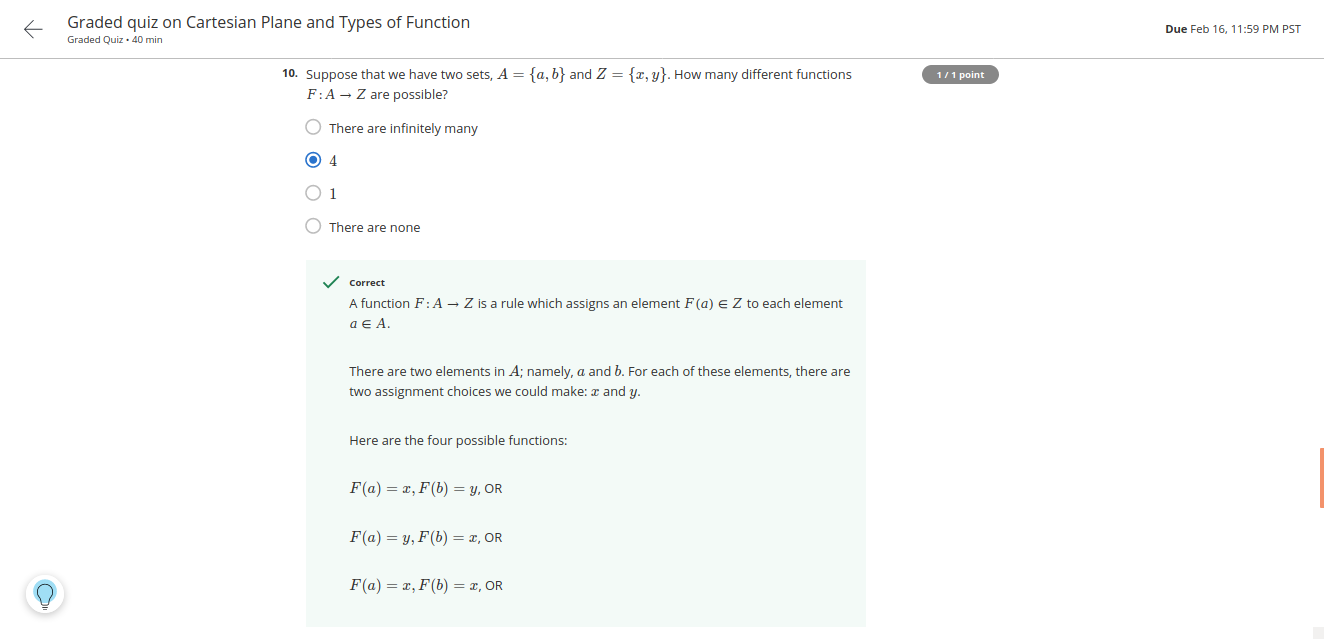 Graded quiz on Cartesian Plane and Types of Function
Graded Quiz • 40 min
Due Feb 16, 11:59 PM PST
10. Suppose that we have two sets, A = {a, b} and Z = {x, y}. How many different functions
F : A → Z are possible?
1 / 1 point
There are infinitely many
4
1
There are none
Correct
A function F : A → Z is a rule which assigns an element F(a) ∈ Z to each element
a ∈ A.
There are two elements in A; namely, a and b. For each of these elements, there are
two assignment choices we could make: x and y.
Here are the four possible functions:
F(a) = x, F(b) = y, OR
F(a) = y, F(b) = x, OR
F(a) = x, F(b) = x, OR